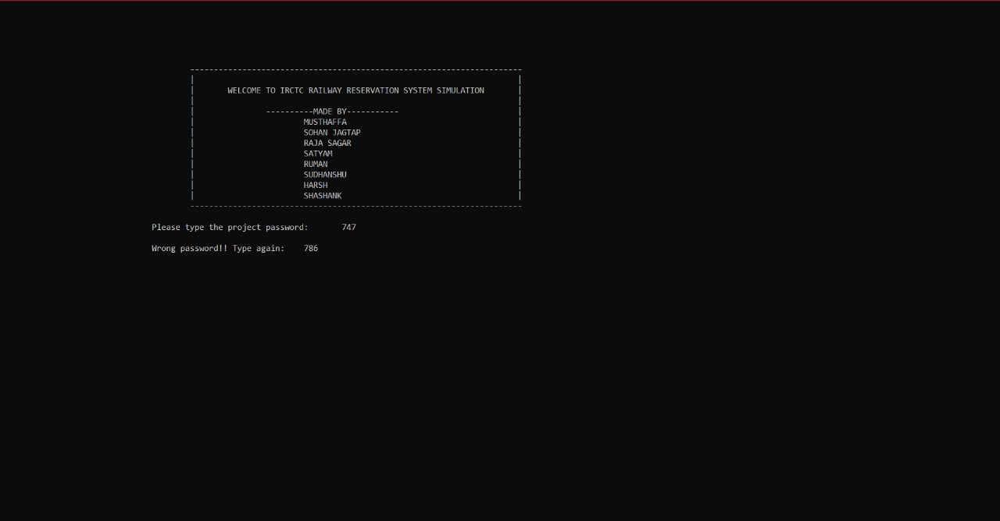 ----------------------------------------------------------------------
WELCOME TO IRCTC RAILWAY RESERVATION SYSTEM SIMULATION
----------MADE BY-----------
MUSTHAFFA
SOHAN JAGTAP
RAJA SAGAR
SATYAM
RUMAN
SUDHANSHU
HARSH
SHASHANK
----------------------------------------------------------------------
Please type the project password: 747
Wrong password!! Type again: 786